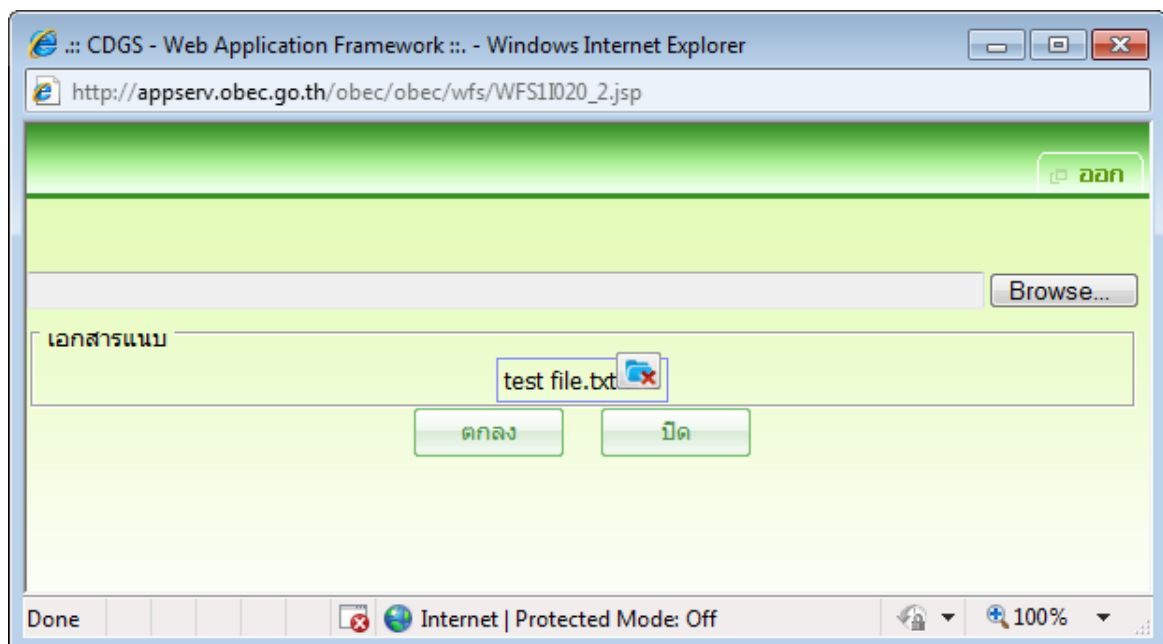 .:: CDGS - Web Application Framework ::. - Windows Internet Explorer
http://appserv.obec.go.th/obec/obec/wfs/WFS1I020_2.jsp
ออก
Browse...
เอกสารแนบ
test file.txt
ตกลง ปิด
Done Internet | Protected Mode: Off 100%